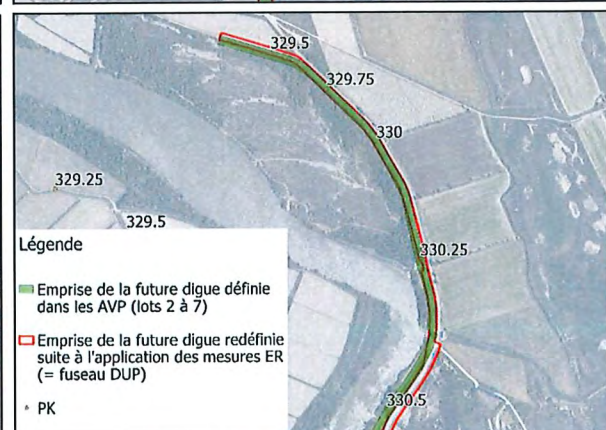 329.5
329.75
330
329.25
329.5
330.25
Légende
Emprise de la future digue définie
dans les AVP (lots 2 à 7)
Emprise de la future digue redéfinie
suite à l'application des mesures ER
(= fuseau DUP)
PK
330.5